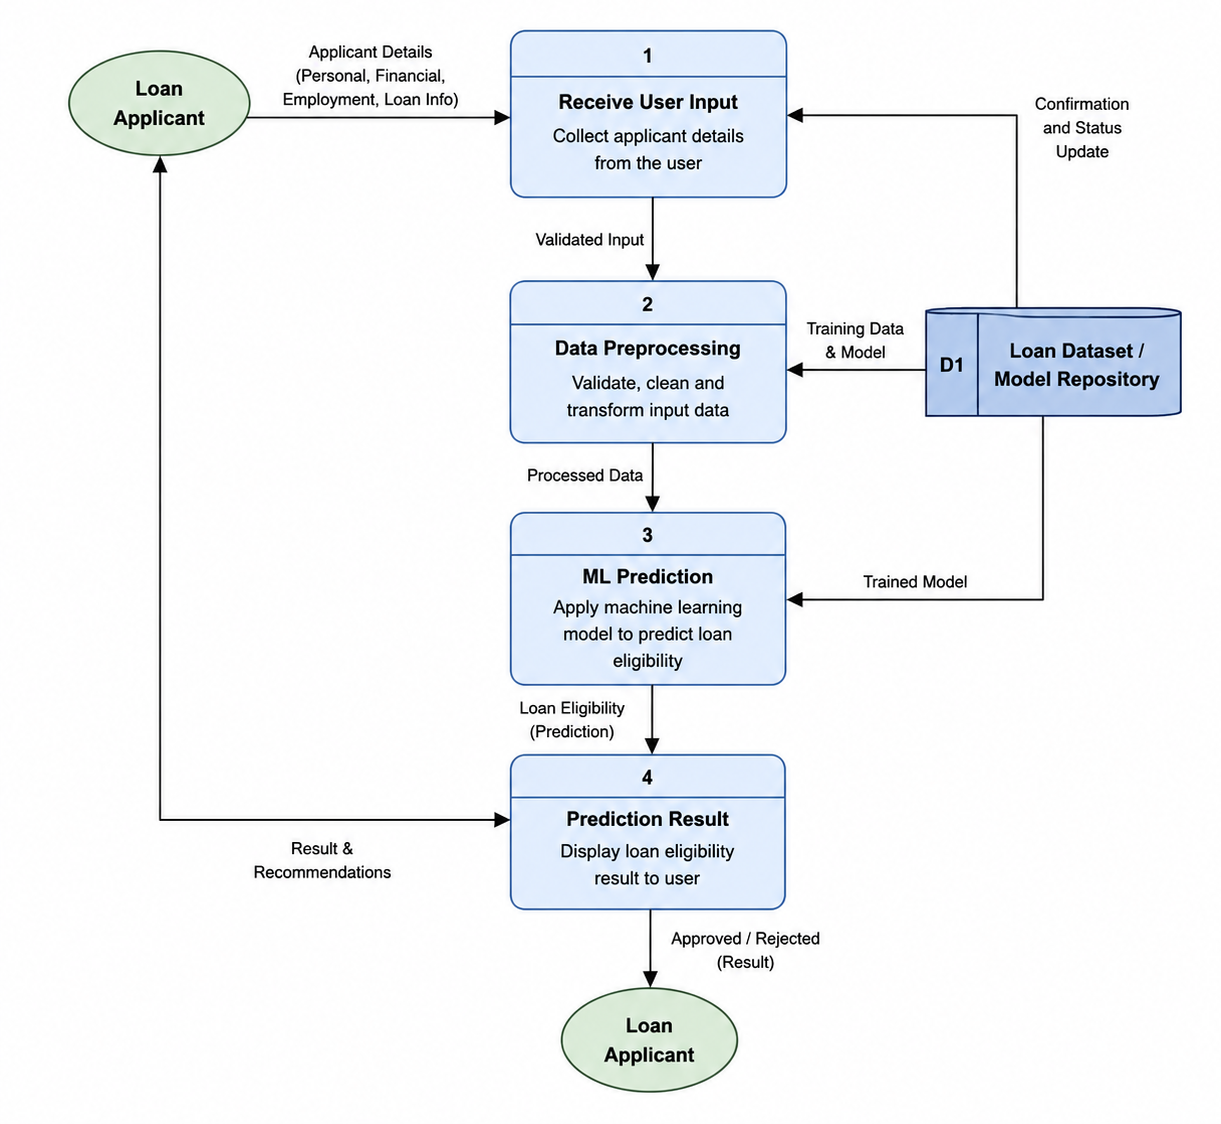 Loan
Applicant
Applicant Details
(Personal, Financial,
Employment, Loan Info)
1
Receive User Input
Collect applicant details
from the user
Confirmation
and Status
Update
Validated Input
2
Data Preprocessing
Validate, clean and
transform input data
Training Data
& Model
D1
Loan Dataset /
Model Repository
Processed Data
3
ML Prediction
Apply machine learning
model to predict loan
eligibility
Trained Model
Loan Eligibility
(Prediction)
4
Prediction Result
Display loan eligibility
result to user
Result &
Recommendations
Approved / Rejected
(Result)
Loan
Applicant